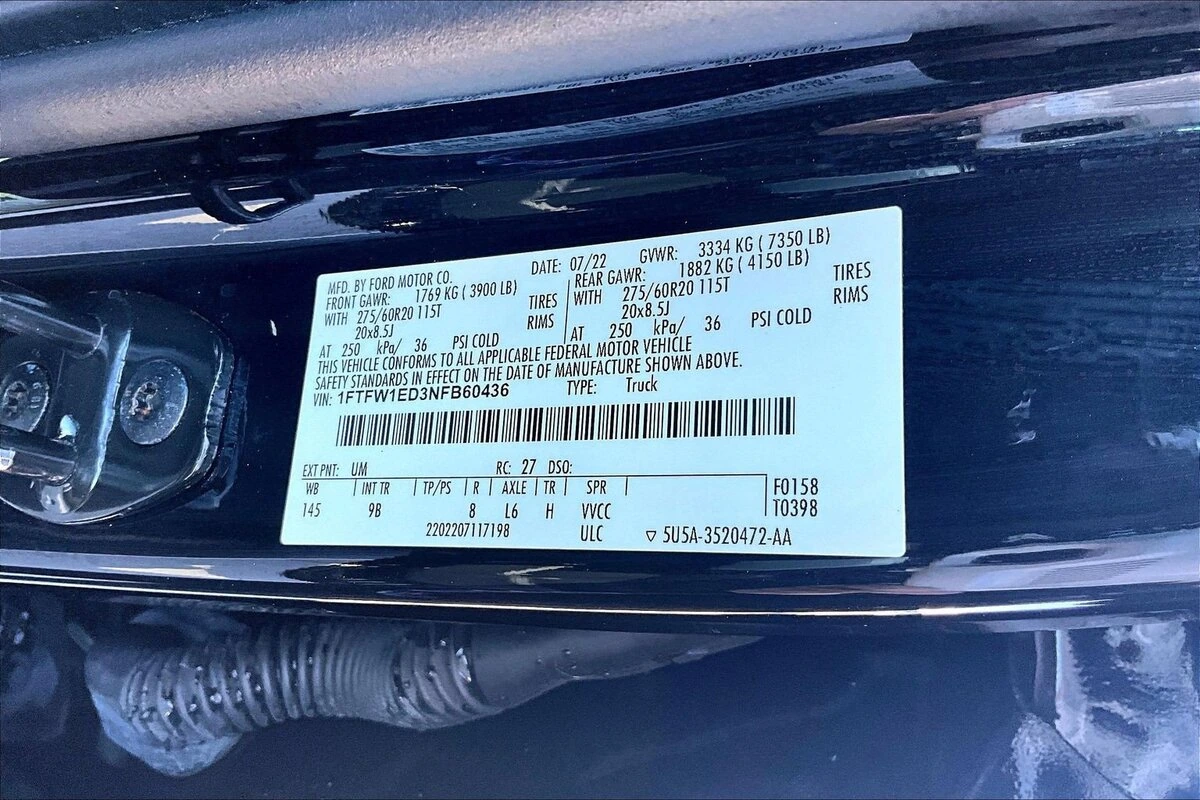 MFD. BY FORD MOTOR CO. DATE: 07/22 GVWR: 3334 KG ( 7350 LB)
FRONT GAWR: 1769 KG ( 3900 LB) REAR GAWR: 1882 KG ( 4150 LB)
WITH 275/60R20 115T TIRES WITH 275/60R20 115T TIRES
20x8.5J RIMS 20x8.5J RIMS
AT 250 kPa/ 36 PSI COLD AT 250 kPa/ 36 PSI COLD
THIS VEHICLE CONFORMS TO ALL APPLICABLE FEDERAL MOTOR VEHICLE
SAFETY STANDARDS IN EFFECT ON THE DATE OF MANUFACTURE SHOWN ABOVE.
VIN: 1FTFW1ED3NFB60436 TYPE: Truck
EXT PNT: UM RC: 27 DSO:
WB INT TR TP/PS R AXLE TR SPR F0158
145 9B 8 L6 H VVCC T0398
2202207117198 ULC ▽ 5U5A-3520472-AA